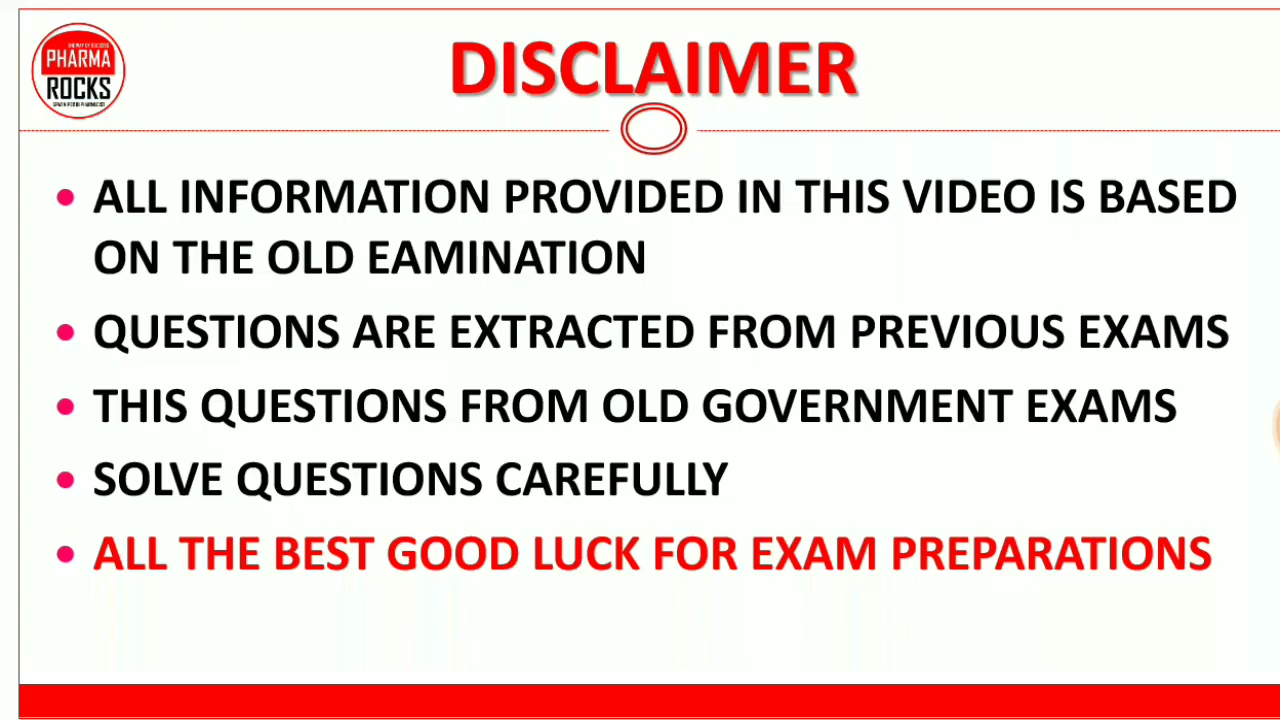 DISCLAIMER
PHARMA
ROCKS
ALL INFORMATION PROVIDED IN THIS VIDEO IS BASED
ON THE OLD EAMINATION
QUESTIONS ARE EXTRACTED FROM PREVIOUS EXAMS
THIS QUESTIONS FROM OLD GOVERNMENT EXAMS
SOLVE QUESTIONS CAREFULLY
ALL THE BEST GOOD LUCK FOR EXAM PREPARATIONS